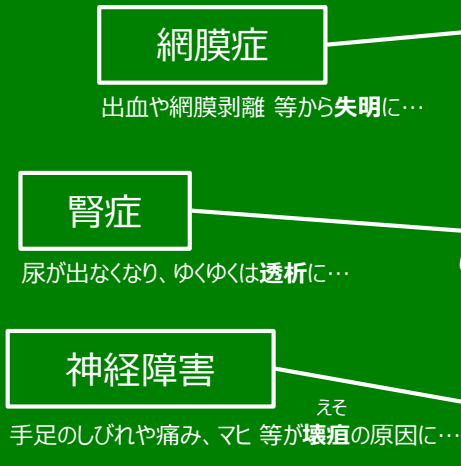 網膜症
出血や網膜剥離 等から失明に…
腎症
尿が出なくなり、ゆくゆくは透析に…
神経障害
えそ
手足のしびれや痛み、マヒ 等が壊疽の原因に…